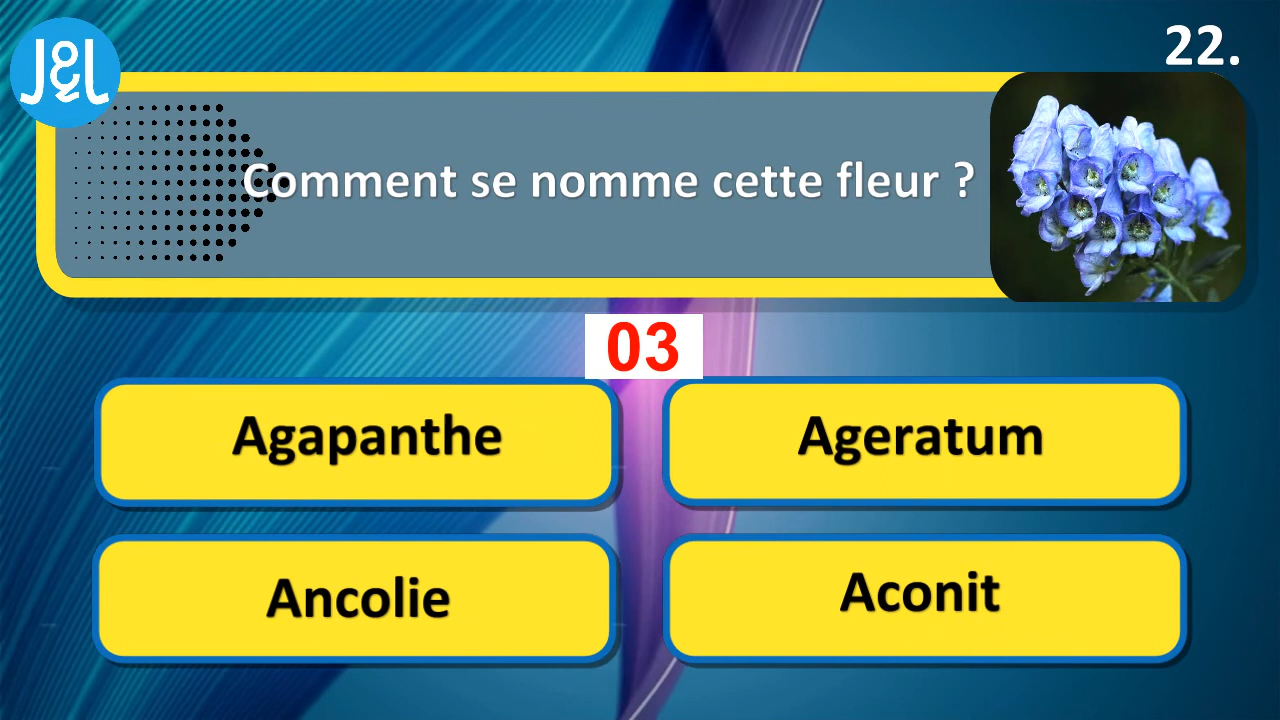 J&L
22.
Comment se nomme cette fleur ?
03
Agapanthe
Ageratum
Ancolie
Aconit